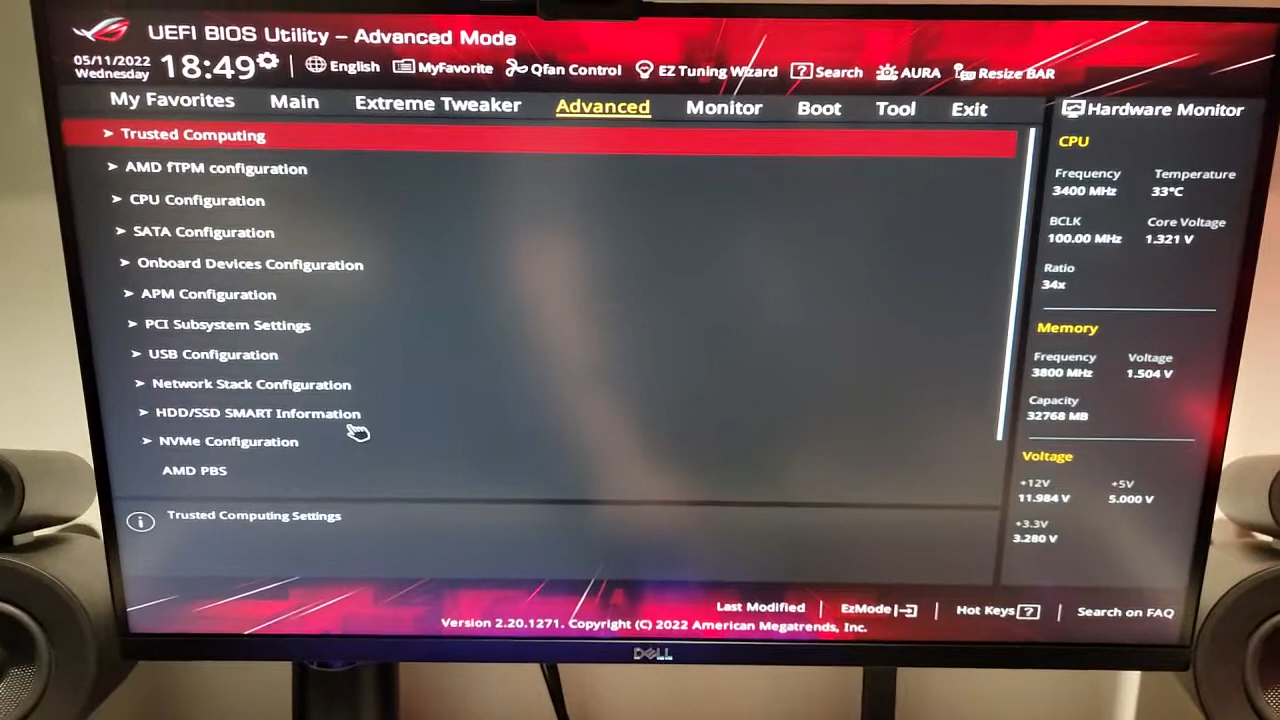 UEFI BIOS Utility – Advanced Mode
05/11/2022
Wednesday
18:49
English
MyFavorite
Qfan Control
EZ Tuning Wizard
? Search
AURA
Resize BAR
My Favorites Main Extreme Tweaker Advanced Monitor Boot Tool Exit
Hardware Monitor
> Trusted Computing
> AMD fTPM configuration
> CPU Configuration
> SATA Configuration
> Onboard Devices Configuration
> APM Configuration
> PCI Subsystem Settings
> USB Configuration
> Network Stack Configuration
> HDD/SSD SMART Information
> NVMe Configuration
AMD PBS
i Trusted Computing Settings
CPU
Frequency Temperature
3400 MHz 33°C
BCLK Core Voltage
100.00 MHz 1.321 V
Ratio
34x
Memory
Frequency Voltage
3800 MHz 1.504 V
Capacity
32768 MB
Voltage
+12V +5V
11.984 V 5.000 V
+3.3V
3.280 V
Last Modified | EzMode | Hot Keys ? | Search on FAQ
Version 2.20.1271. Copyright (C) 2022 American Megatrends, Inc.
DELL